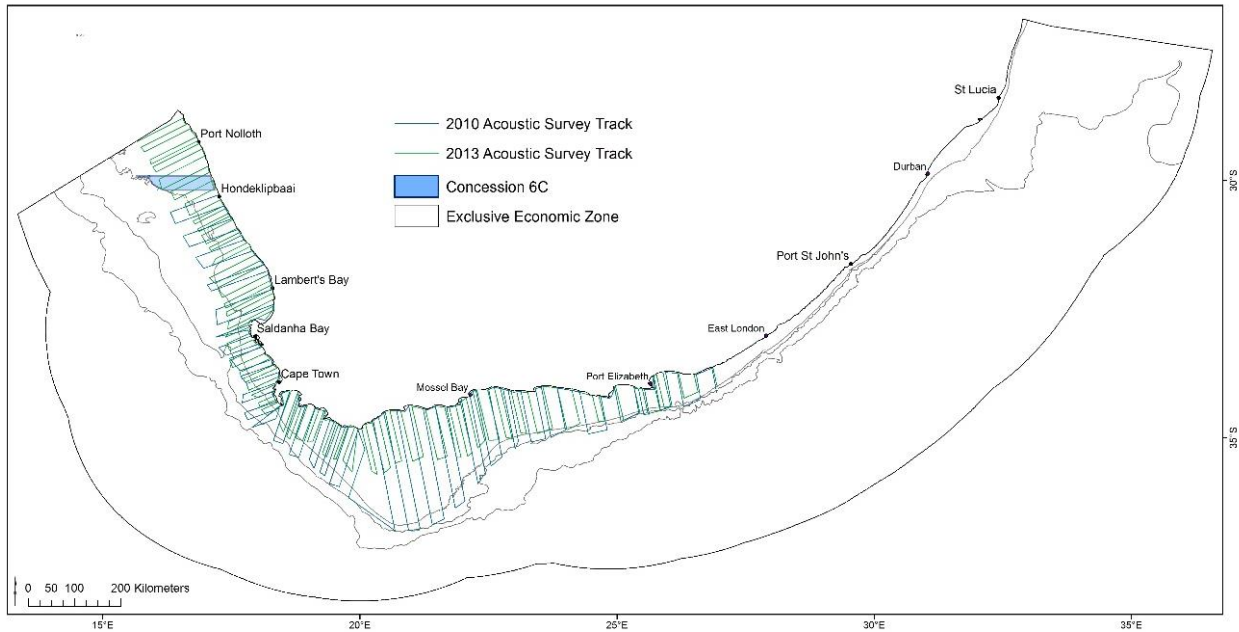 St Lucia
2010 Acoustic Survey Track
Port Nolloth
2013 Acoustic Survey Track
Durban
Concession 6C
Hondeklipbaai
30°S
Exclusive Economic Zone
Port St John's
Lambert's Bay
Saldanha Bay
East London
Cape Town
Port Elizabeth
Mossel Bay
35°S
0 50 100 200 Kilometers
15°E 20°E 25°E 30°E 35°E